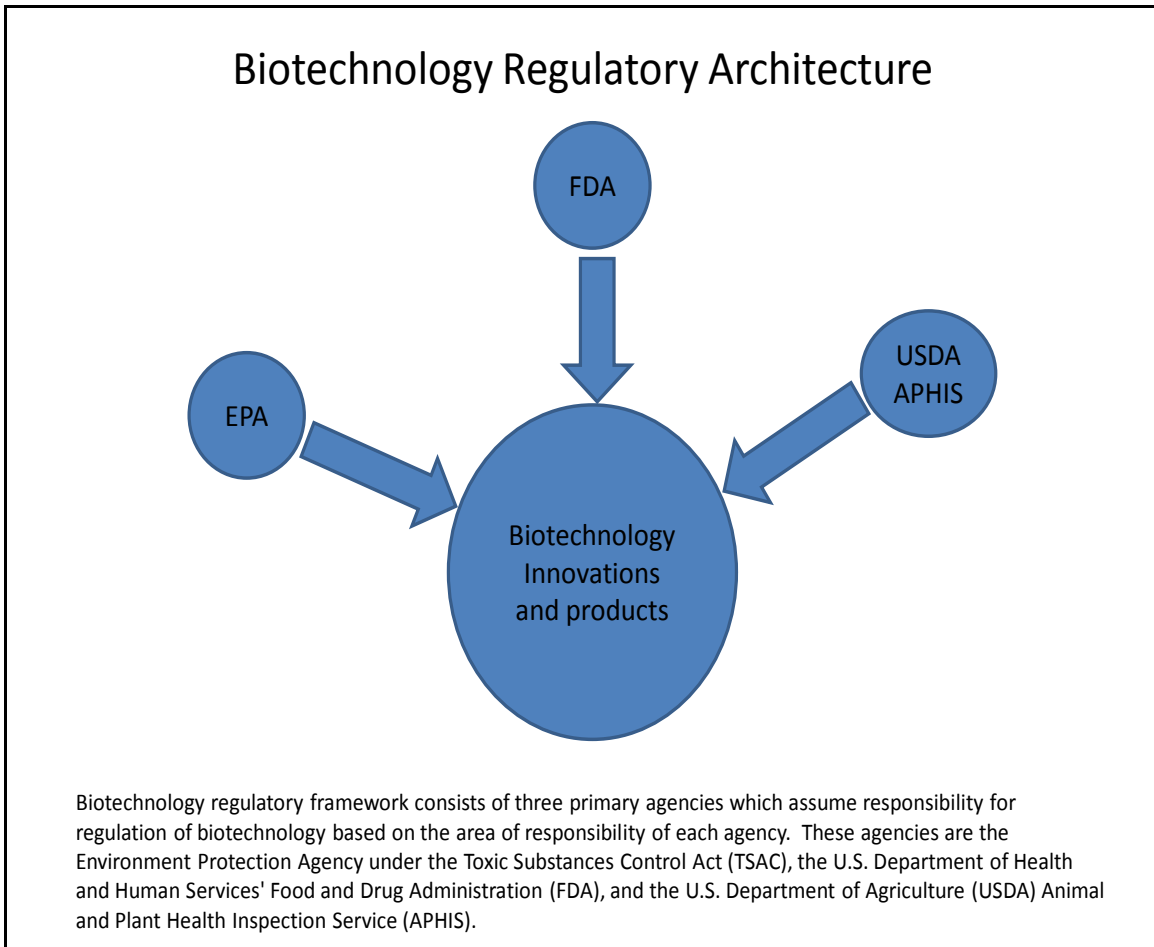 Biotechnology Regulatory Architecture
FDA
USDA
APHIS
EPA
Biotechnology
Innovations
and products
Biotechnology regulatory framework consists of three primary agencies which assume responsibility for
regulation of biotechnology based on the area of responsibility of each agency.  These agencies are the
Environment Protection Agency under the Toxic Substances Control Act (TSAC), the U.S. Department of Health
and Human Services' Food and Drug Administration (FDA), and the U.S. Department of Agriculture (USDA) Animal
and Plant Health Inspection Service (APHIS).